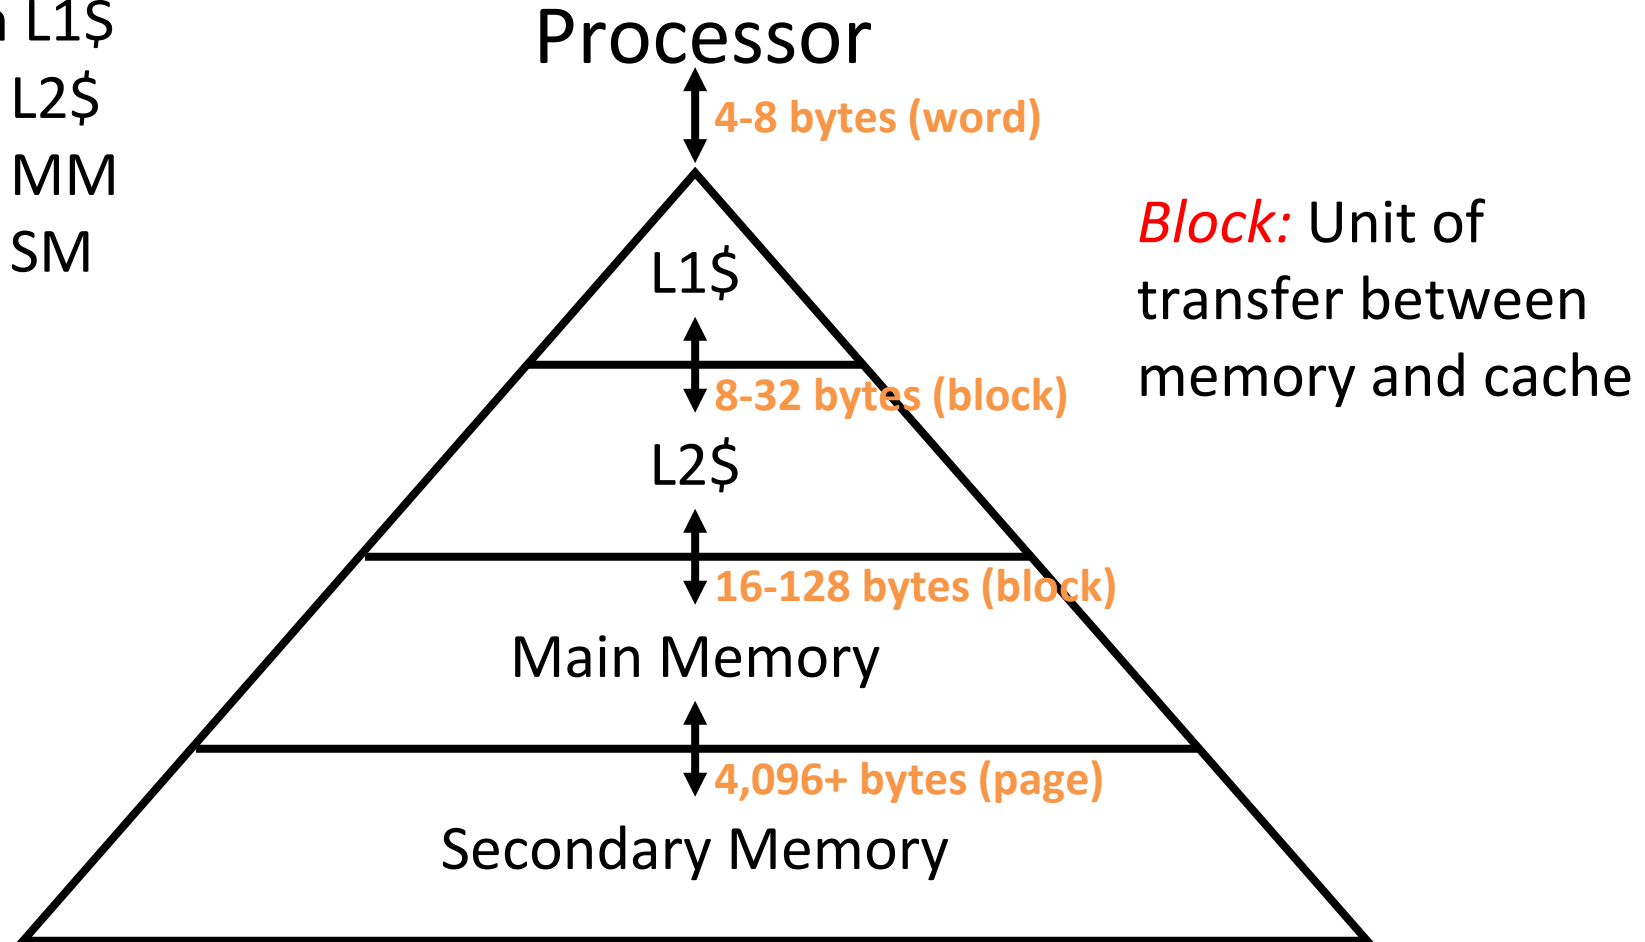 L1$
L2$
MM
SM
Processor
4-8 bytes (word)
L1$
8-32 bytes (block)
L2$
16-128 bytes (block)
Main Memory
4,096+ bytes (page)
Secondary Memory
Block: Unit of
transfer between
memory and cache